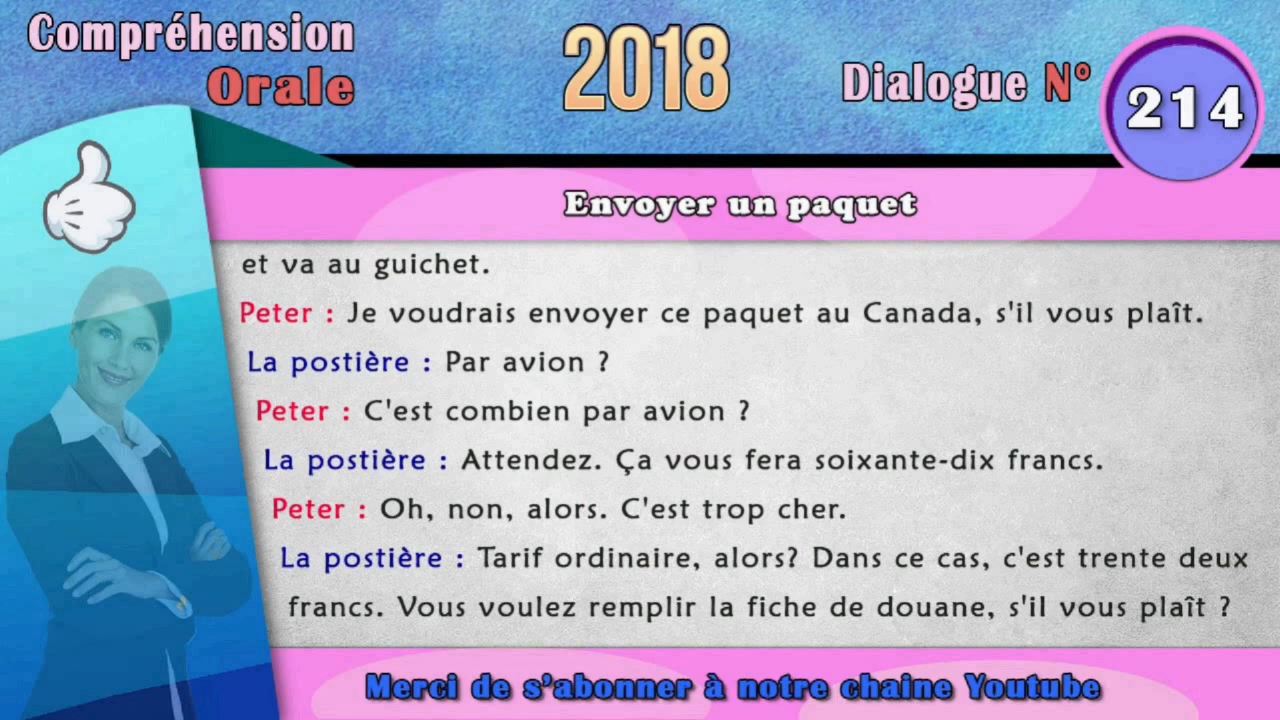 Compréhension
Orale
2018
Dialogue N°
214
Envoyer un paquet
et va au guichet.
Peter : Je voudrais envoyer ce paquet au Canada, s'il vous plaît.
La postière : Par avion ?
Peter : C'est combien par avion ?
La postière : Attendez. Ça vous fera soixante-dix francs.
Peter : Oh, non, alors. C'est trop cher.
La postière : Tarif ordinaire, alors? Dans ce cas, c'est trente deux
francs. Vous voulez remplir la fiche de douane, s'il vous plaît ?
Merci de s'abonner à notre chaine Youtube